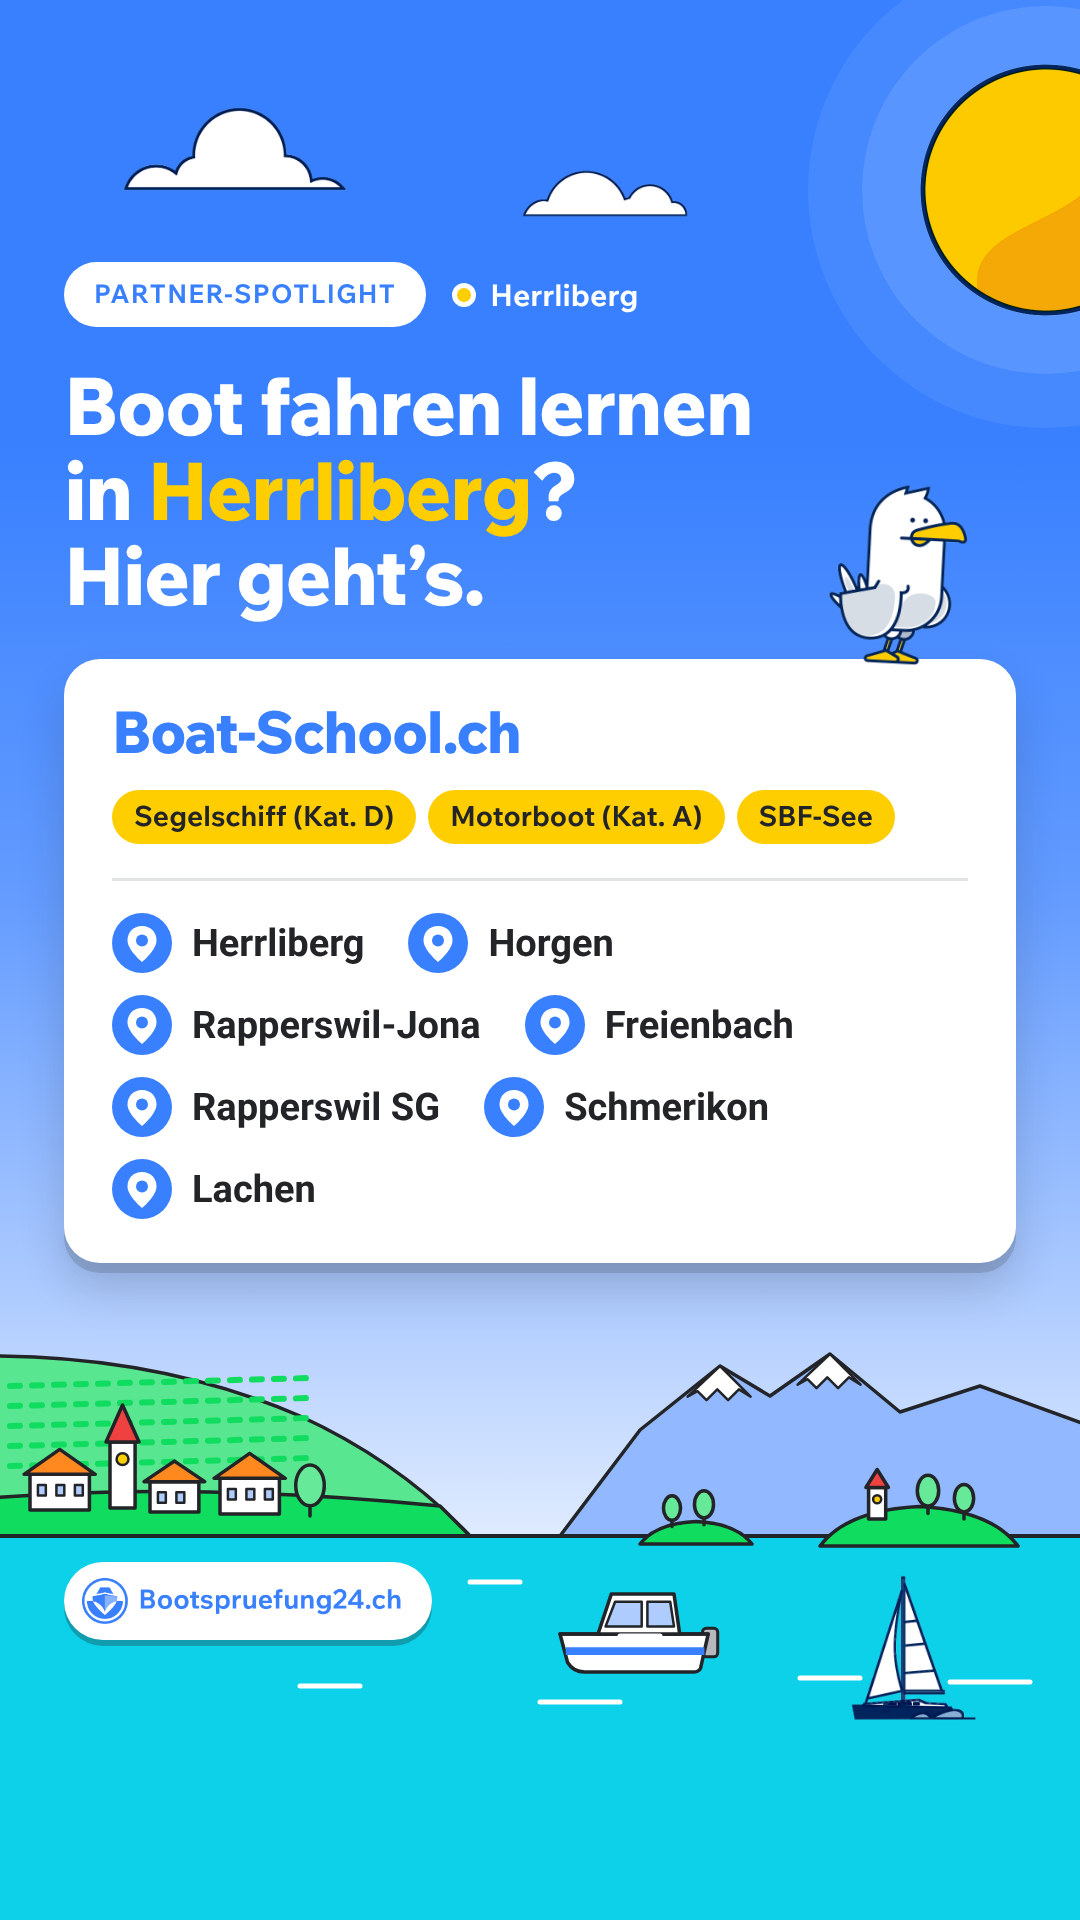 PARTNER-SPOTLIGHT
Herrliberg
Boot fahren lernen
in Herrliberg?
Hier geht’s.
Boat-School.ch
Segelschiff (Kat. D) Motorboot (Kat. A) SBF-See
Herrliberg Horgen
Rapperswil-Jona Freienbach
Rapperswil SG Schmerikon
Lachen
Bootspruefung24.ch